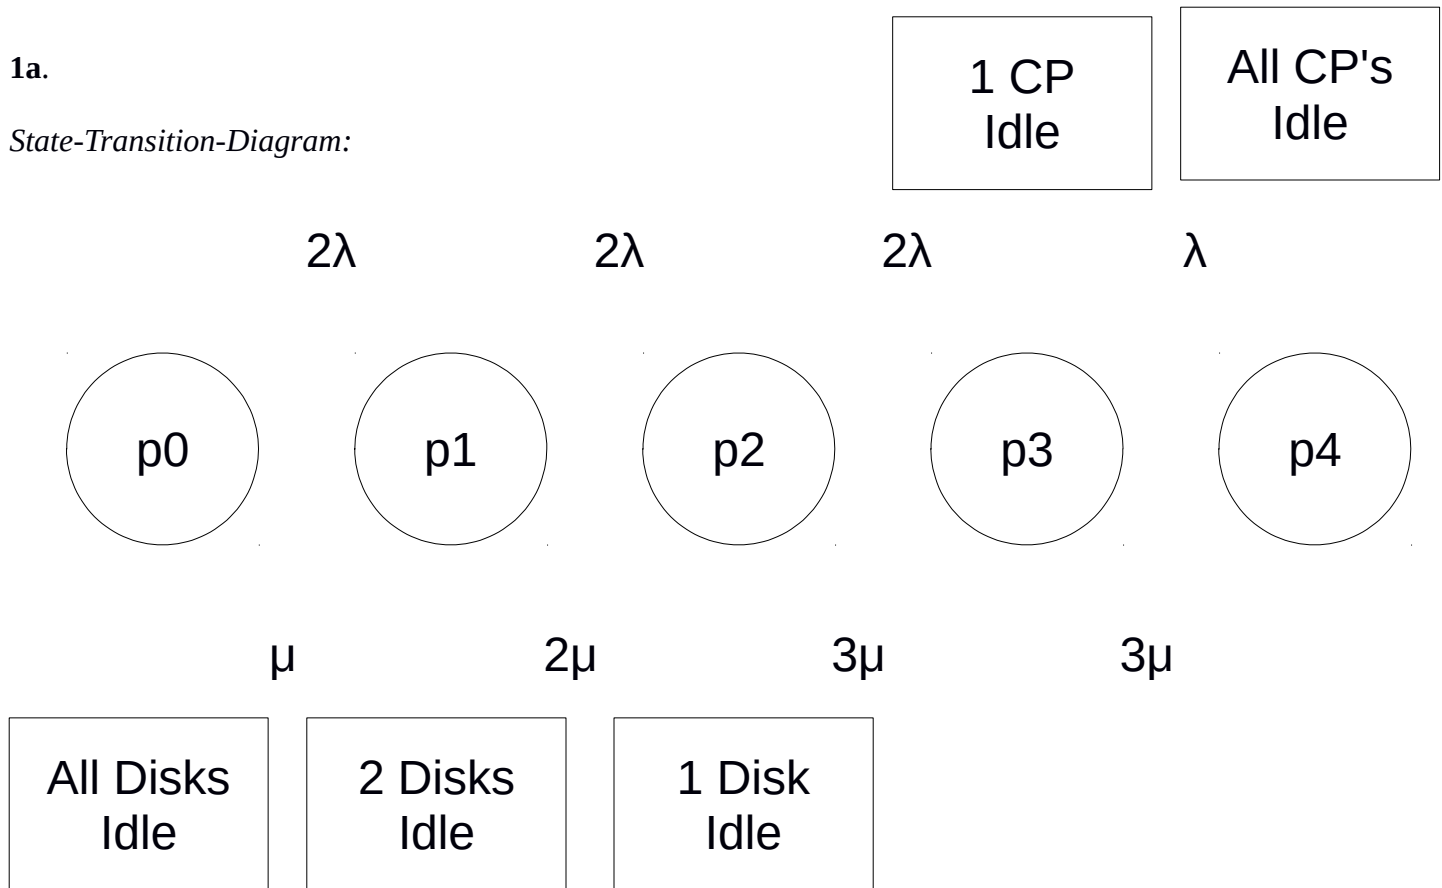 1a.
State-Transition-Diagram:
1 CP
Idle
All CP's
Idle
2λ
2λ
2λ
λ
p0
p1
p2
p3
p4
μ
2μ
3μ
3μ
All Disks
Idle
2 Disks
Idle
1 Disk
Idle